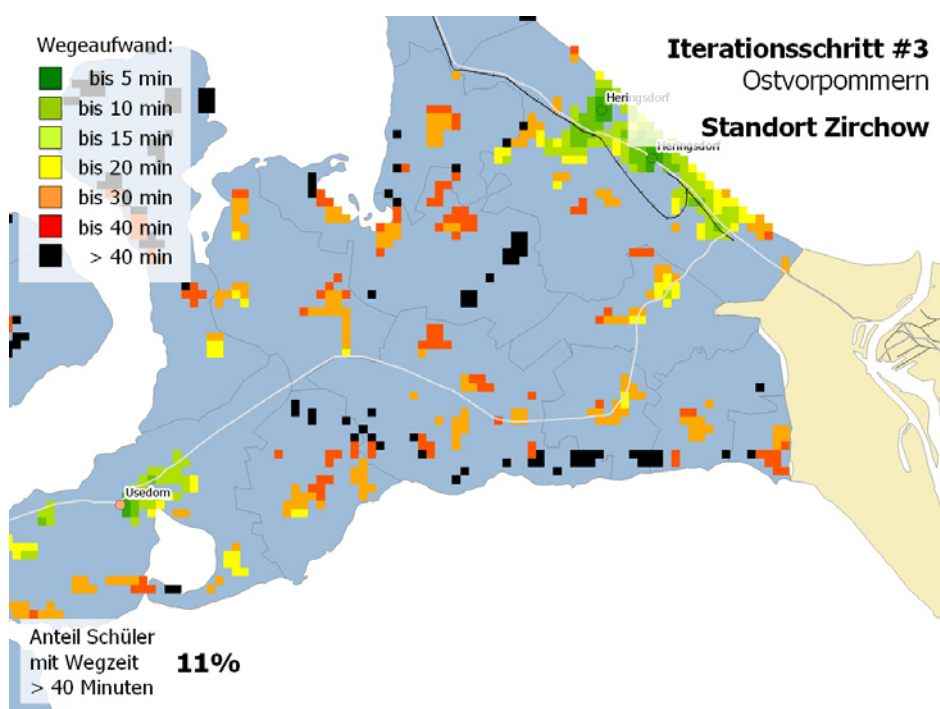 Wegeaufwand:
bis 5 min
bis 10 min
bis 15 min
bis 20 min
bis 30 min
bis 40 min
> 40 min
Iterationsschritt #3
Ostvorpommern
Standort Zirchow
Heringsdorf
Heringsdorf
Usedom
Anteil Schüler
mit Wegzeit 11%
> 40 Minuten